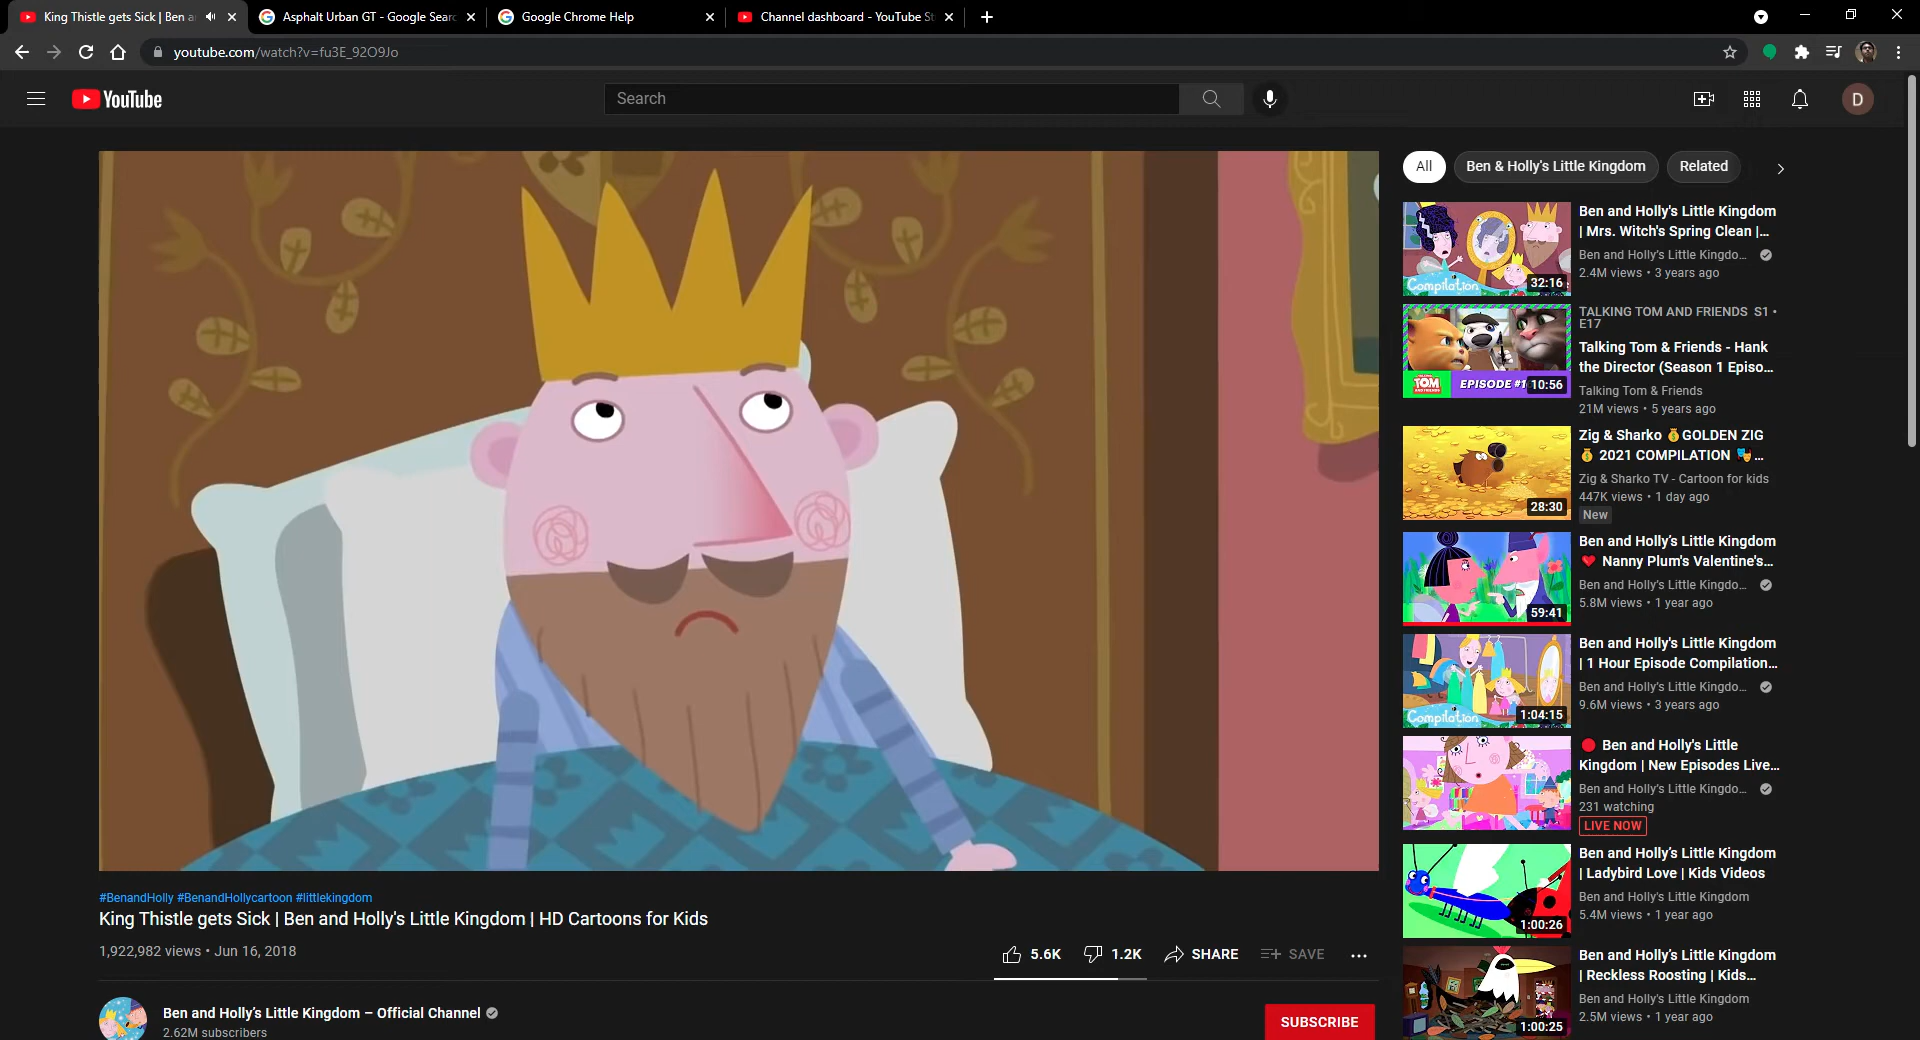 King Thistle gets Sick | Ben a
Asphalt Urban GT - Google Searc
Google Chrome Help
Channel dashboard - YouTube St
youtube.com/watch?v=fu3E_92O9Jo
YouTube
Search
D
All
Ben & Holly's Little Kingdom
Related
Compilation
32:16
Ben and Holly's Little Kingdom
| Mrs. Witch's Spring Clean |...
Ben and Holly's Little Kingdo...
2.4M views • 3 years ago
TOM
EPISODE #1
10:56
TALKING TOM AND FRIENDS S1 •
E17
Talking Tom & Friends - Hank
the Director (Season 1 Episo...
Talking Tom & Friends
21M views • 5 years ago
28:30
Zig & Sharko 💰GOLDEN ZIG
💰 2021 COMPILATION 🎭...
Zig & Sharko TV - Cartoon for kids
447K views • 1 day ago
New
59:41
Ben and Holly's Little Kingdom
❤️ Nanny Plum's Valentine's...
Ben and Holly's Little Kingdo...
5.8M views • 1 year ago
Compilation
1:04:15
Ben and Holly's Little Kingdom
| 1 Hour Episode Compilation...
Ben and Holly's Little Kingdo...
9.6M views • 3 years ago
🔴 Ben and Holly's Little
Kingdom | New Episodes Live...
Ben and Holly's Little Kingdo...
231 watching
LIVE NOW
1:00:26
Ben and Holly's Little Kingdom
| Ladybird Love | Kids Videos
Ben and Holly's Little Kingdom
5.4M views • 1 year ago
1:00:25
Ben and Holly's Little Kingdom
| Reckless Roosting | Kids...
Ben and Holly's Little Kingdom
2.5M views • 1 year ago
#BenandHolly #BenandHollycartoon #littlekingdom
King Thistle gets Sick | Ben and Holly's Little Kingdom | HD Cartoons for Kids
1,922,982 views • Jun 16, 2018
5.6K
1.2K
SHARE
SAVE
Ben and Holly's Little Kingdom – Official Channel
2.62M subscribers
SUBSCRIBE